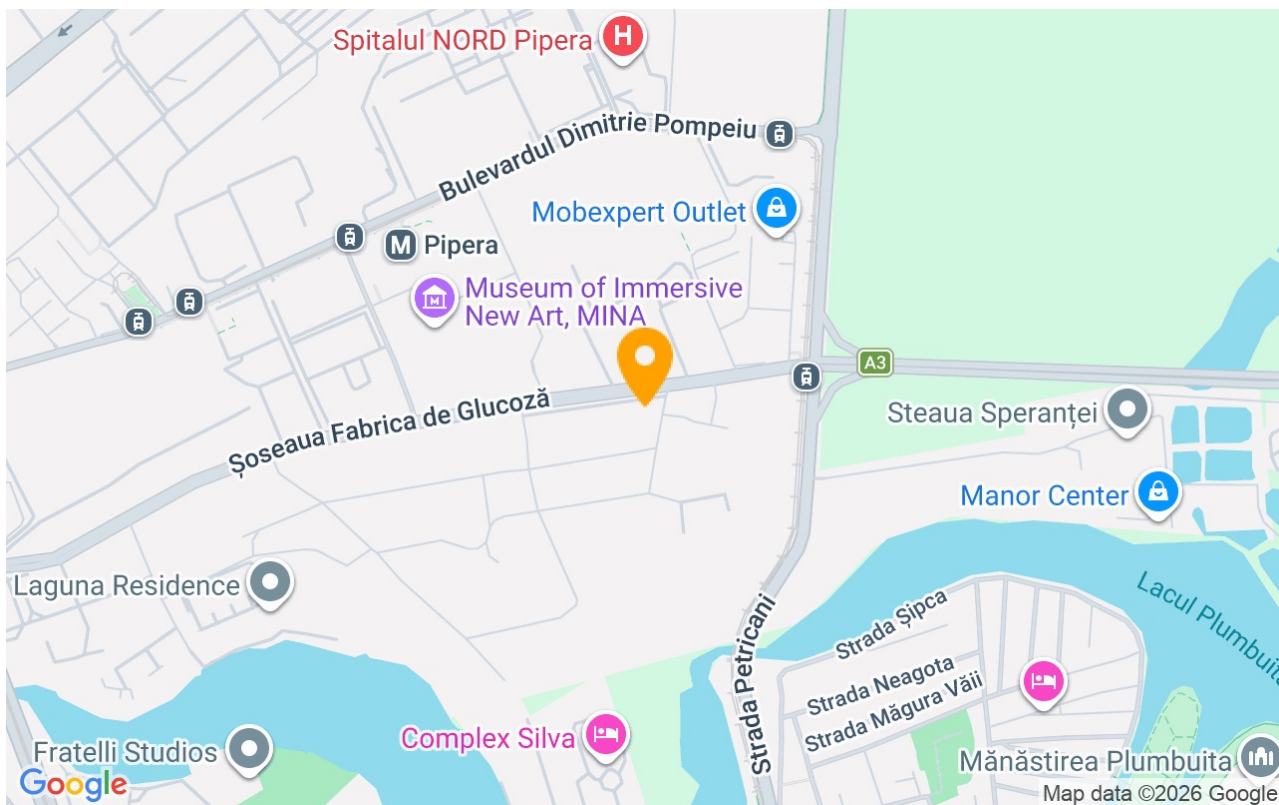 Spitalul NORD Pipera
H
Bulevardul Dimitrie Pompeiu
Mobexpert Outlet
M Pipera
Museum of Immersive
New Art, MINA
A3
Șoseaua Fabrica de Glucoză
Steaua Speranței
Manor Center
Laguna Residence
Lacul Plumbuita
Strada Șipca
Strada Petricani
Strada Neagota
Strada Măgura Văii
Complex Silva
Fratelli Studios
Mănăstirea Plumbuita
Google
Map data ©2026 Google